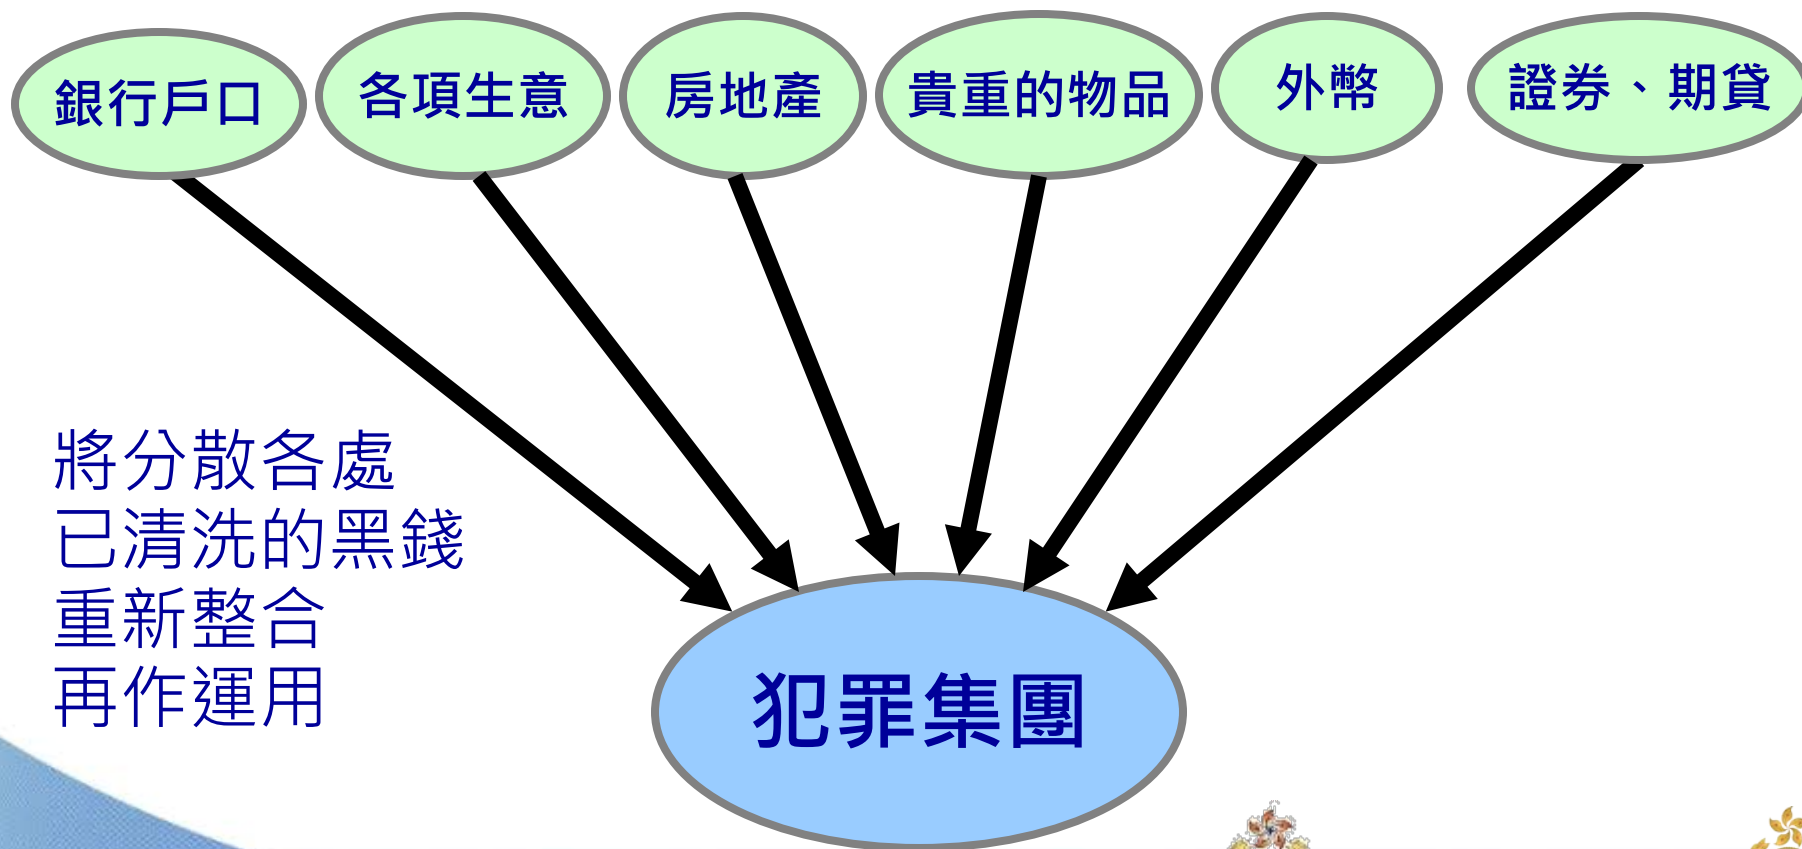 銀行戶口
各項生意
房地產
貴重的物品
外幣
證券、期貸
將分散各處
已清洗的黑錢
重新整合
再作運用
犯罪集團